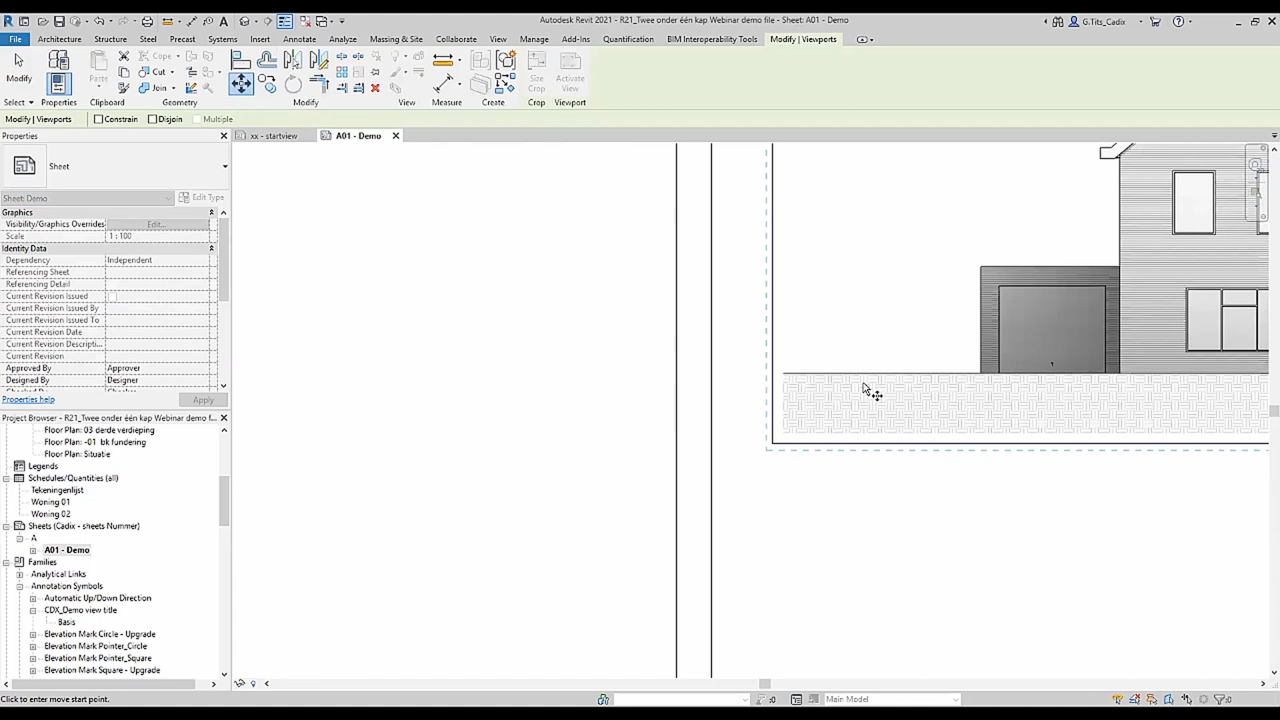 Autodesk Revit 2021 - R21_Twee onder één kap Webinar demo file - Sheet: A01 - Demo
G.Tits_Cadix
File Architecture Structure Steel Precast Systems Insert Annotate Analyze Massing & Site Collaborate View Manage Add-Ins Quantification BIM Interoperability Tools Modify | Viewports
Modify Paste Cope Cut Join Size Crop Activate View
Select Properties Clipboard Geometry Modify View Measure Create Crop Viewport
Modify | Viewports Constrain Disjoin Multiple
Properties
xx - startview A01 - Demo
Sheet
Sheet: Demo Edit Type
Graphics
Visibility/Graphics Overrides Edit...
Scale 1 : 100
Identity Data
Dependency Independent
Referencing Sheet
Referencing Detail
Current Revision Issued
Current Revision Issued By
Current Revision Issued To
Current Revision Date
Current Revision Descripti...
Current Revision
Approved By Approver
Designed By Designer
Properties help Apply
Project Browser - R21_Twee onder één kap Webinar demo f...
Floor Plan: 03 derde verdieping
Floor Plan: -01 bk fundering
Floor Plan: Situatie
Legends
Schedules/Quantities (all)
Tekeningenlijst
Woning 01
Woning 02
Sheets (Cadix - sheets Nummer)
A
A01 - Demo
Families
Analytical Links
Annotation Symbols
Automatic Up/Down Direction
CDX_Demo view title
Basis
Elevation Mark Circle - Upgrade
Elevation Mark Pointer_Circle
Elevation Mark Pointer_Square
Elevation Mark Square - Upgrade
Click to enter move start point. :0 Main Model :0